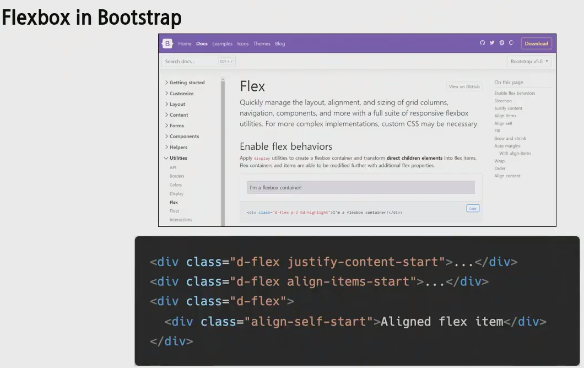 Flexbox in Bootstrap
B Home Docs Examples Icons Themes Blog Download
Search docs...
Getting started
Customize
Layout
Content
Forms
Components
Helpers
Utilities
API
Borders
Colors
Display
Flex
Float
Interactions
Flex
View on GitHub
Quickly manage the layout, alignment, and sizing of grid columns,
navigation, components, and more with a full suite of responsive flexbox
utilities. For more complex implementations, custom CSS may be necessary.
Enable flex behaviors
Apply display utilities to create a flexbox container and transform direct children elements into flex items.
Flex containers and items are able to be modified further with additional flex properties.
I'm a flexbox container!
<div class="d-flex p-2 bd-highlight">I'm a flexbox container!</div>
On this page
Enable flex behaviors
Direction
Justify content
Align items
Align self
Fill
Grow and shrink
Auto margins
With align-items
Wrap
Order
Align content
<div class="d-flex justify-content-start">...</div>
<div class="d-flex align-items-start">...</div>
<div class="d-flex">
<div class="align-self-start">Aligned flex item</div>
</div>